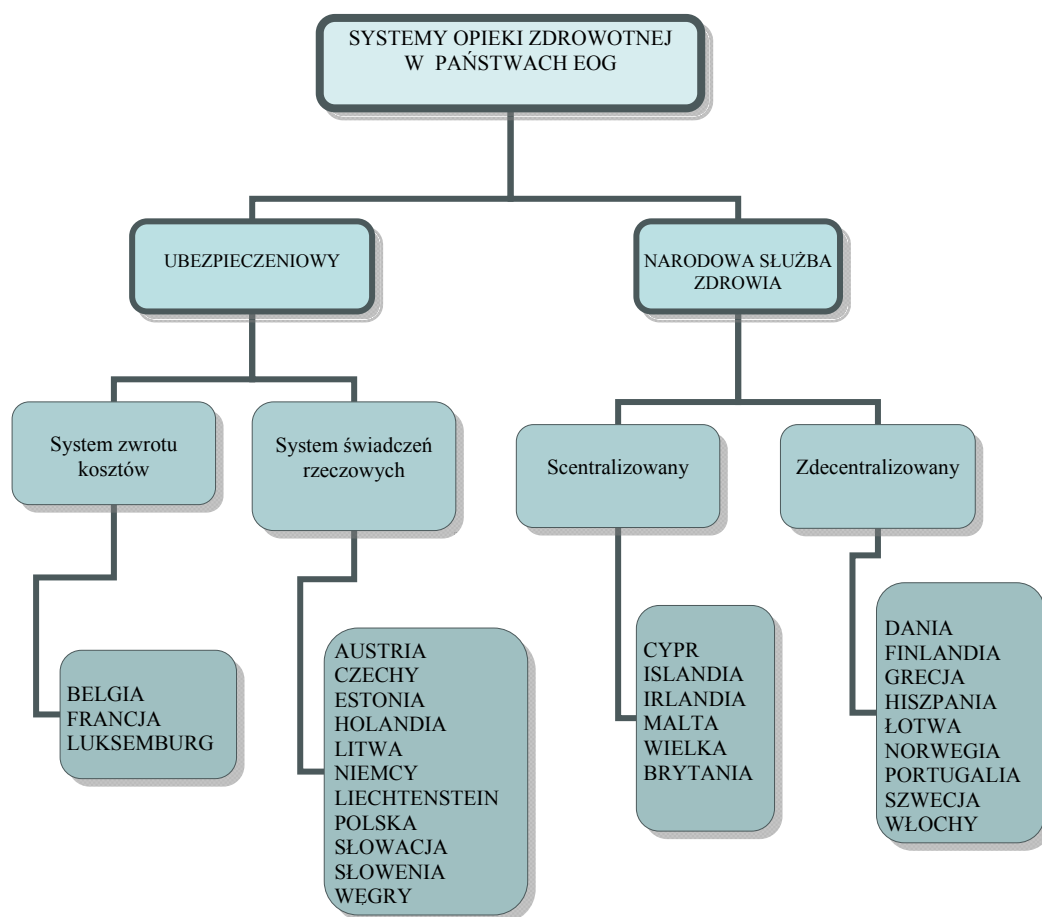 SYSTEMY OPIEKI ZDROWOTNEJ
W PAŃSTWACH EOG
UBEZPIECZENIOWY
NARODOWA SŁUŻBA
ZDROWIA
System zwrotu
kosztów
System świadczeń
rzeczowych
Scentralizowany
Zdecentralizowany
BELGIA
FRANCJA
LUKSEMBURG
AUSTRIA
CZECHY
ESTONIA
HOLANDIA
LITWA
NIEMCY
LIECHTENSTEIN
POLSKA
SŁOWACJA
SŁOWENIA
WĘGRY
CYPR
ISLANDIA
IRLANDIA
MALTA
WIELKA
BRYTANIA
DANIA
FINLANDIA
GRECJA
HISZPANIA
ŁOTWA
NORWEGIA
PORTUGALIA
SZWECJA
WŁOCHY